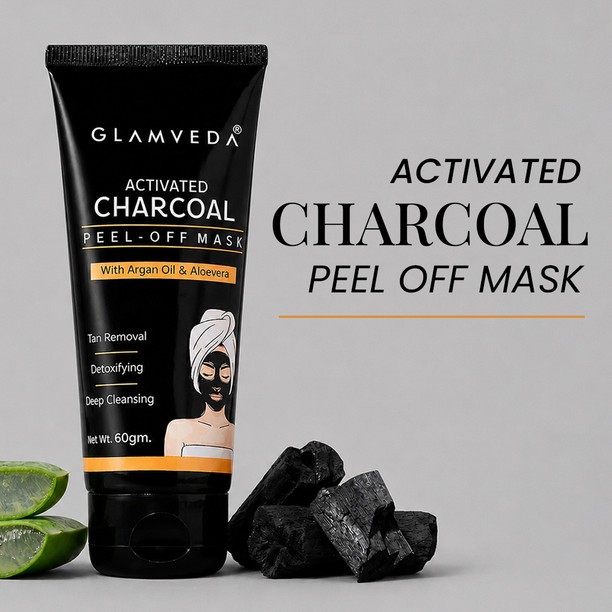 GLAMVEDA®
ACTIVATED
CHARCOAL
PEEL-OFF MASK
With Argan Oil & Aloevera
Tan Removal
Detoxifying
Deep Cleansing
Net Wt. 60gm.
ACTIVATED
CHARCOAL
PEEL OFF MASK